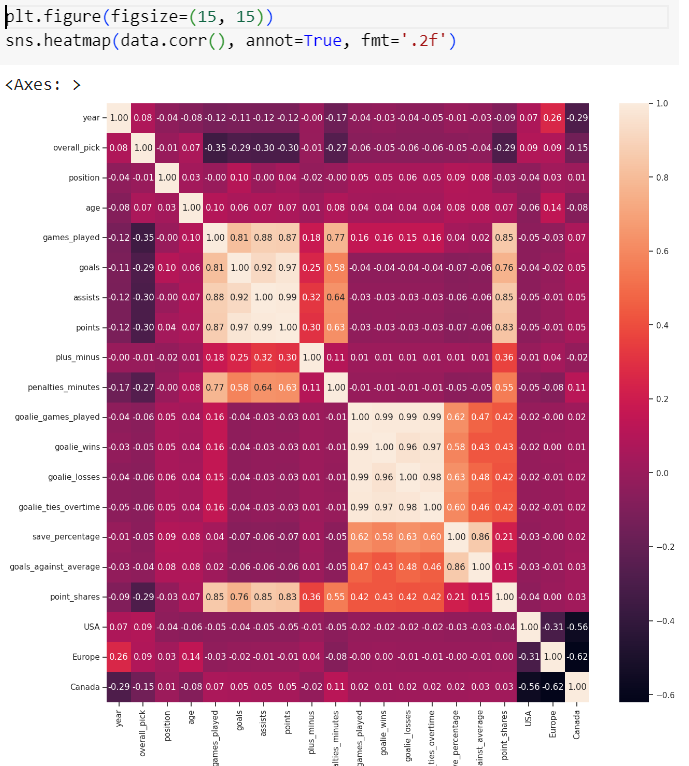 plt.figure(figsize=(15, 15))
sns.heatmap(data.corr(), annot=True, fmt='.2f')
<Axes: >
year 1.00 0.08 -0.04 -0.08 -0.12 -0.11 -0.12 -0.12 -0.00 -0.17 -0.04 -0.03 -0.04 -0.05 -0.01 -0.03 -0.09 0.07 0.26 -0.29
overall_pick 0.08 1.00 -0.01 0.07 -0.35 -0.29 -0.30 -0.30 -0.01 -0.27 -0.06 -0.05 -0.06 -0.06 -0.05 -0.04 -0.29 0.09 0.09 -0.15
position -0.04 -0.01 1.00 0.03 -0.00 0.10 -0.00 0.04 -0.02 -0.00 0.05 0.05 0.06 0.05 0.09 0.08 -0.03 -0.04 0.03 0.01
age -0.08 0.07 0.03 1.00 0.10 0.06 0.07 0.07 0.01 0.08 0.04 0.04 0.04 0.04 0.08 0.08 0.07 -0.06 0.14 -0.08
games_played -0.12 -0.35 -0.00 0.10 1.00 0.81 0.88 0.87 0.18 0.77 0.16 0.16 0.15 0.16 0.04 0.02 0.85 -0.05 -0.03 0.07
goals -0.11 -0.29 0.10 0.06 0.81 1.00 0.92 0.97 0.25 0.58 -0.04 -0.04 -0.04 -0.04 -0.07 -0.06 0.76 -0.04 -0.02 0.05
assists -0.12 -0.30 -0.00 0.07 0.88 0.92 1.00 0.99 0.32 0.64 -0.03 -0.03 -0.03 -0.03 -0.06 -0.06 0.85 -0.05 -0.01 0.05
points -0.12 -0.30 0.04 0.07 0.87 0.97 0.99 1.00 0.30 0.63 -0.03 -0.03 -0.03 -0.03 -0.07 -0.06 0.83 -0.05 -0.01 0.05
plus_minus -0.00 -0.01 -0.02 0.01 0.18 0.25 0.32 0.30 1.00 0.11 0.01 0.01 0.01 0.01 0.01 0.01 0.36 -0.01 0.04 -0.02
penalties_minutes -0.17 -0.27 -0.00 0.08 0.77 0.58 0.64 0.63 0.11 1.00 -0.01 -0.01 -0.01 -0.01 -0.05 -0.05 0.55 -0.05 -0.08 0.11
goalie_games_played -0.04 -0.06 0.05 0.04 0.16 -0.04 -0.03 -0.03 0.01 -0.01 1.00 0.99 0.99 0.99 0.62 0.47 0.42 -0.02 -0.00 0.02
goalie_wins -0.03 -0.05 0.05 0.04 0.16 -0.04 -0.03 -0.03 0.01 -0.01 0.99 1.00 0.96 0.97 0.58 0.43 0.43 -0.02 0.00 0.01
goalie_losses -0.04 -0.06 0.06 0.04 0.15 -0.04 -0.03 -0.03 0.01 -0.01 0.99 0.96 1.00 0.98 0.63 0.48 0.42 -0.02 -0.01 0.02
goalie_ties_overtime -0.05 -0.06 0.05 0.04 0.16 -0.04 -0.03 -0.03 0.01 -0.01 0.99 0.97 0.98 1.00 0.60 0.46 0.42 -0.02 -0.01 0.02
save_percentage -0.01 -0.05 0.09 0.08 0.04 -0.07 -0.06 -0.07 0.01 -0.05 0.62 0.58 0.63 0.60 1.00 0.86 0.21 -0.03 -0.00 0.02
goals_against_average -0.03 -0.04 0.08 0.08 0.02 -0.06 -0.06 -0.06 0.01 -0.05 0.47 0.43 0.48 0.46 0.86 1.00 0.15 -0.03 -0.01 0.03
point_shares -0.09 -0.29 -0.03 0.07 0.85 0.76 0.85 0.83 0.36 0.55 0.42 0.43 0.42 0.42 0.21 0.15 1.00 -0.04 0.00 0.03
USA 0.07 0.09 -0.04 -0.06 -0.05 -0.04 -0.05 -0.05 -0.01 -0.05 -0.02 -0.02 -0.02 -0.02 -0.03 -0.03 -0.04 1.00 -0.31 -0.56
Europe 0.26 0.09 0.03 0.14 -0.03 -0.02 -0.01 -0.01 0.04 -0.08 -0.00 0.00 -0.01 -0.01 -0.00 -0.01 0.00 -0.31 1.00 -0.62
Canada -0.29 -0.15 0.01 -0.08 0.07 0.05 0.05 0.05 -0.02 0.11 0.02 0.01 0.02 0.02 0.02 0.03 0.03 -0.56 -0.62 1.00
year
overall_pick
position
age
games_played
goals
assists
points
plus_minus
alties_minutes
games_played
goalie_wins
goalie_losses
_ties_overtime
ve_percentage
ainst_average
point_shares
USA
Europe
Canada
1.0
0.8
0.6
0.4
0.2
0.0
−0.2
−0.4
−0.6